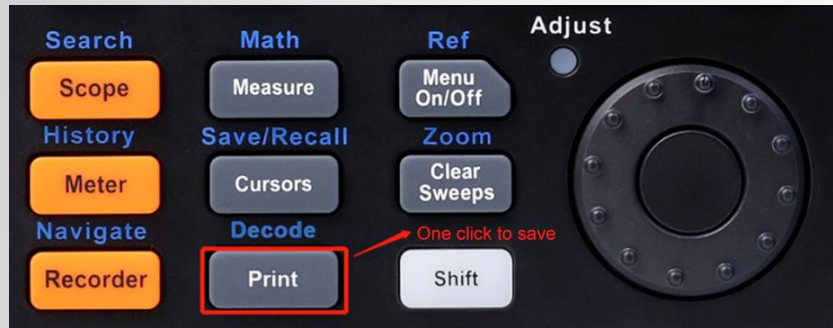 Search Math Ref Adjust
Scope Measure Menu On/Off
History Save/Recall Zoom
Meter Cursors Clear Sweeps
Navigate Decode One click to save
Recorder Print Shift